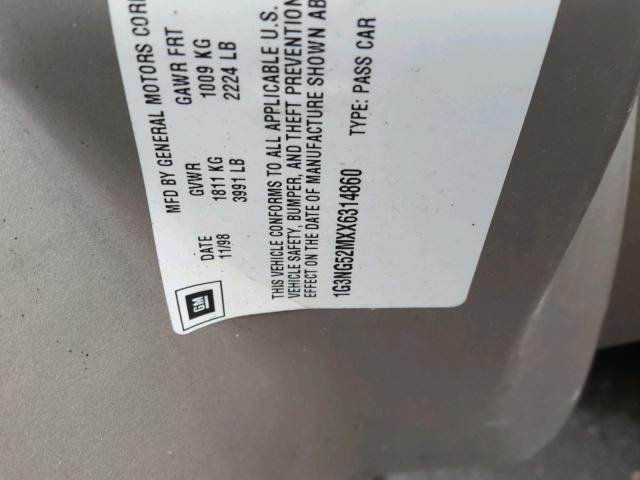 MFD BY GENERAL MOTORS CORP
DATE GVWR GAWR FRT
11/98 1811 KG 1009 KG
3991 LB 2224 LB
THIS VEHICLE CONFORMS TO ALL APPLICABLE U.S.
VEHICLE SAFETY, BUMPER, AND THEFT PREVENTION
EFFECT ON THE DATE OF MANUFACTURE SHOWN AB
1G3NG52MXX6314860 TYPE: PASS CAR
GM